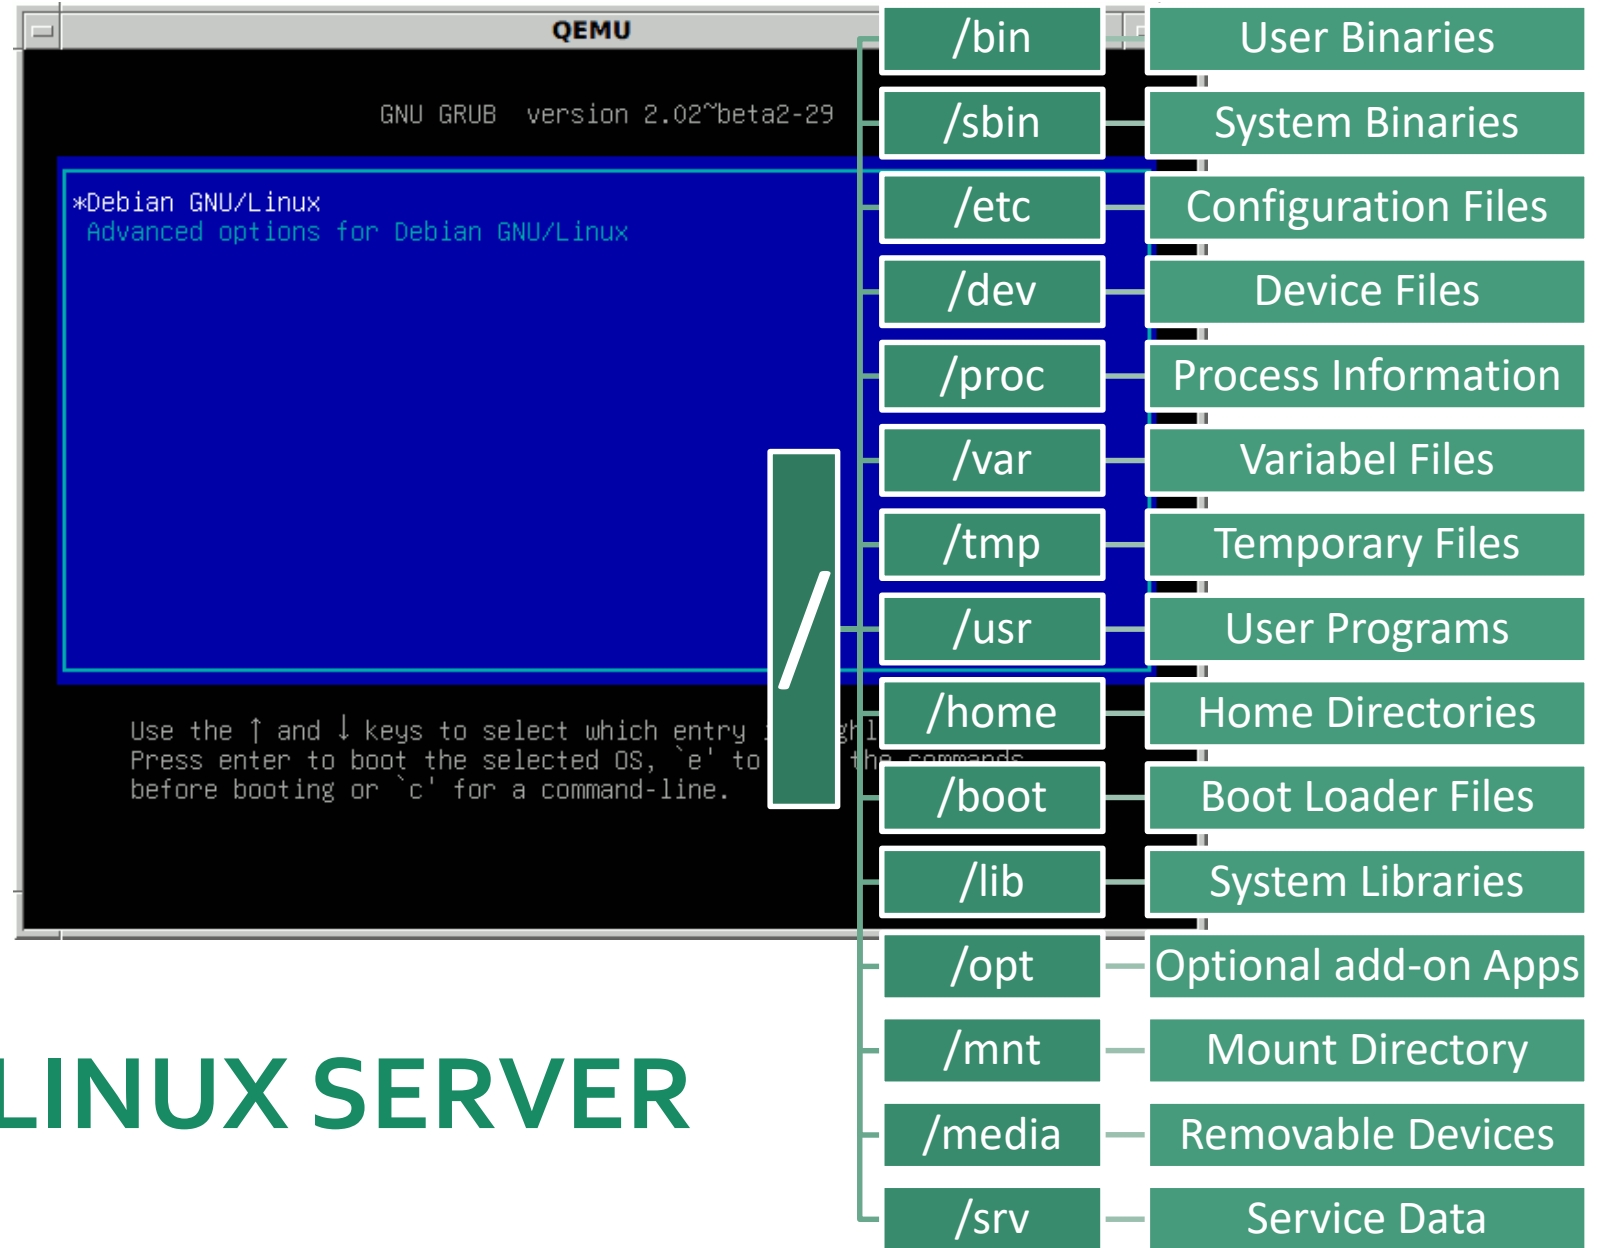 QEMU
GNU GRUB version 2.02~beta2-29
*Debian GNU/Linux
Advanced options for Debian GNU/Linux
Use the ↑ and ↓ keys to select which entry
Press enter to boot the selected OS, `e' to the commands
before booting or `c' for a command-line.
/
/bin User Binaries
/sbin System Binaries
/etc Configuration Files
/dev Device Files
/proc Process Information
/var Variabel Files
/tmp Temporary Files
/usr User Programs
/home Home Directories
/boot Boot Loader Files
/lib System Libraries
/opt Optional add-on Apps
/mnt Mount Directory
/media Removable Devices
/srv Service Data
LINUX SERVER